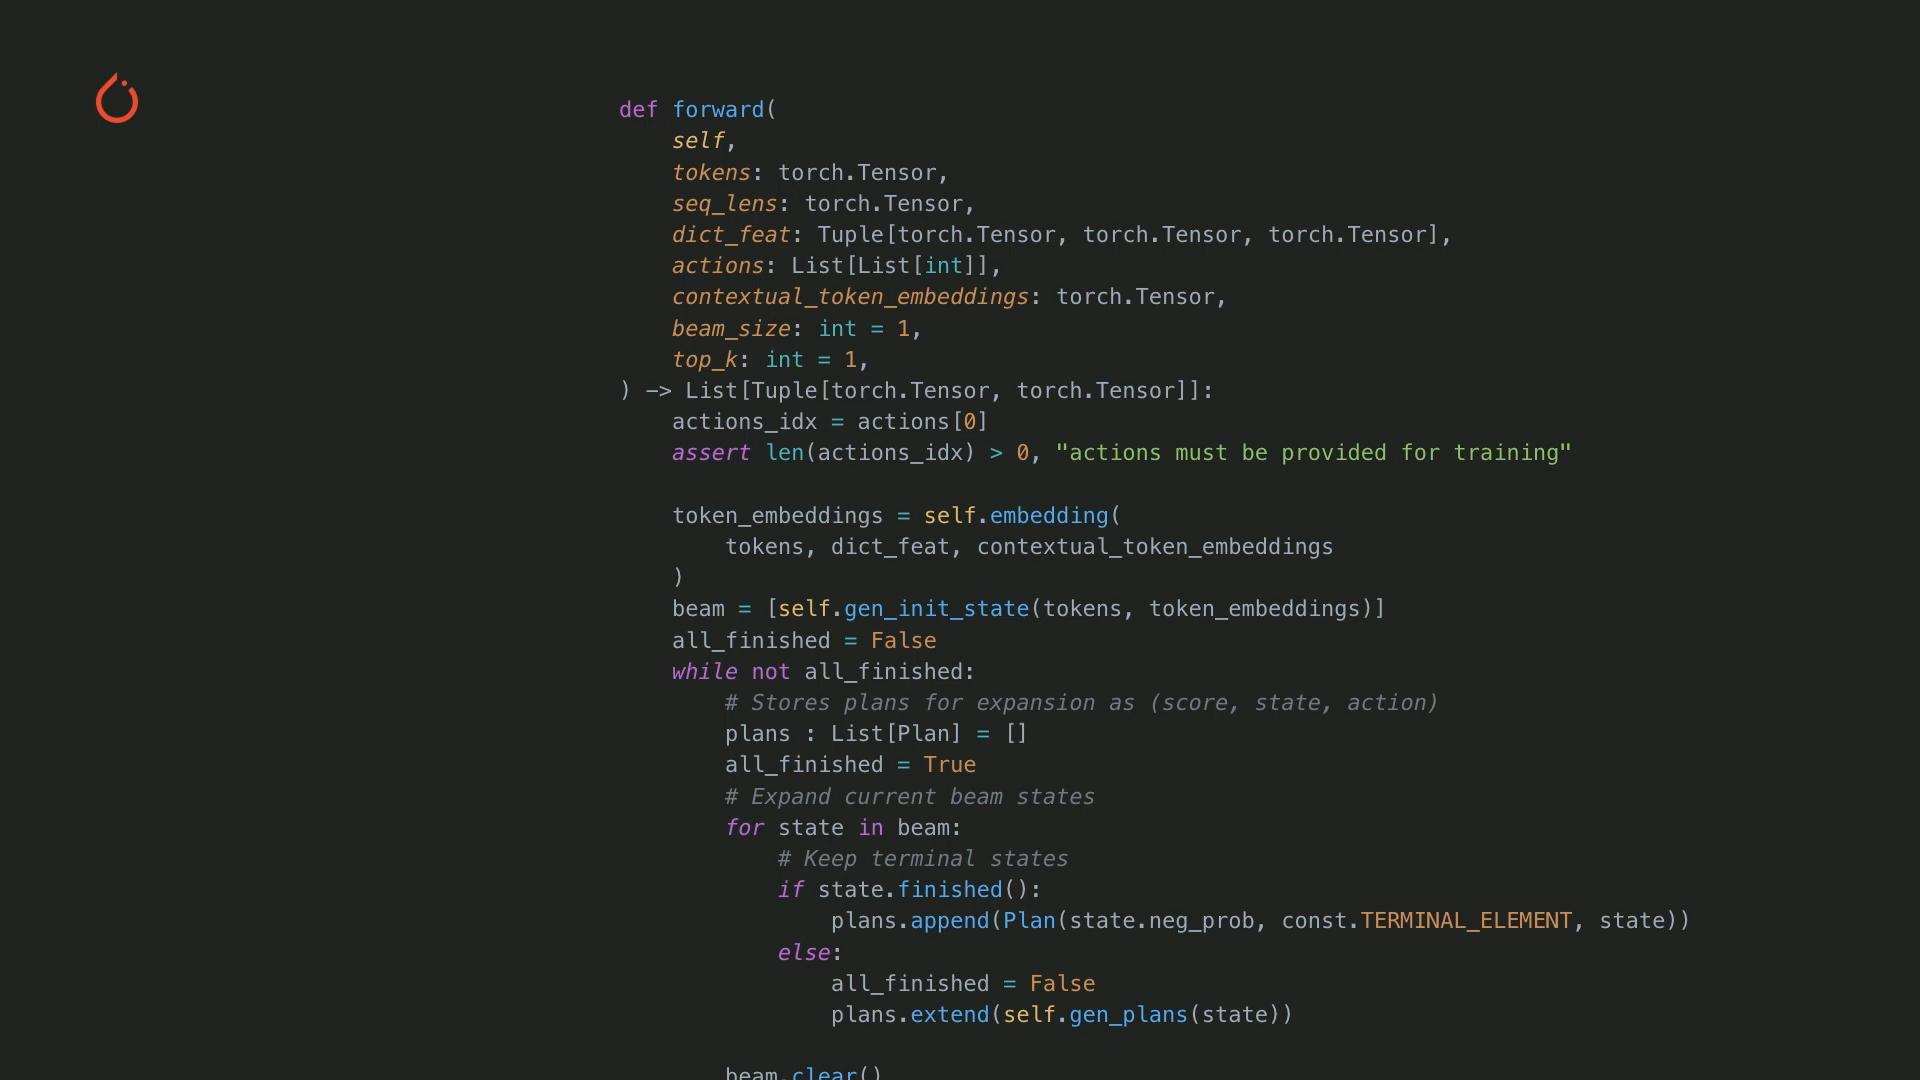 def forward(
    self,
    tokens: torch.Tensor,
    seq_lens: torch.Tensor,
    dict_feat: Tuple[torch.Tensor, torch.Tensor, torch.Tensor],
    actions: List[List[int]],
    contextual_token_embeddings: torch.Tensor,
    beam_size: int = 1,
    top_k: int = 1,
) -> List[Tuple[torch.Tensor, torch.Tensor]]:
    actions_idx = actions[0]
    assert len(actions_idx) > 0, "actions must be provided for training"

    token_embeddings = self.embedding(
        tokens, dict_feat, contextual_token_embeddings
    )
    beam = [self.gen_init_state(tokens, token_embeddings)]
    all_finished = False
    while not all_finished:
        # Stores plans for expansion as (score, state, action)
        plans : List[Plan] = []
        all_finished = True
        # Expand current beam states
        for state in beam:
            # Keep terminal states
            if state.finished():
                plans.append(Plan(state.neg_prob, const.TERMINAL_ELEMENT, state))
            else:
                all_finished = False
                plans.extend(self.gen_plans(state))

        beam.clear()